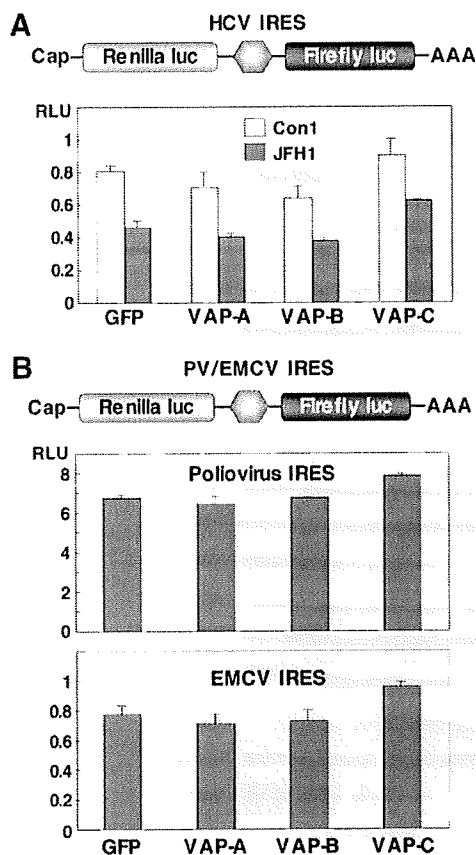 A
HCV IRES
Cap Renilla luc Firefly luc AAA
RLU
1
0.8
0.6
0.4
0.2
0
Con1
JFH1
GFP VAP-A VAP-B VAP-C
B
PV/EMCV IRES
Cap Renilla luc Firefly luc AAA
RLU
8
6
4
2
0
Poliovirus IRES
1
0.8
0.6
0.4
0.2
0
EMCV IRES
GFP VAP-A VAP-B VAP-C